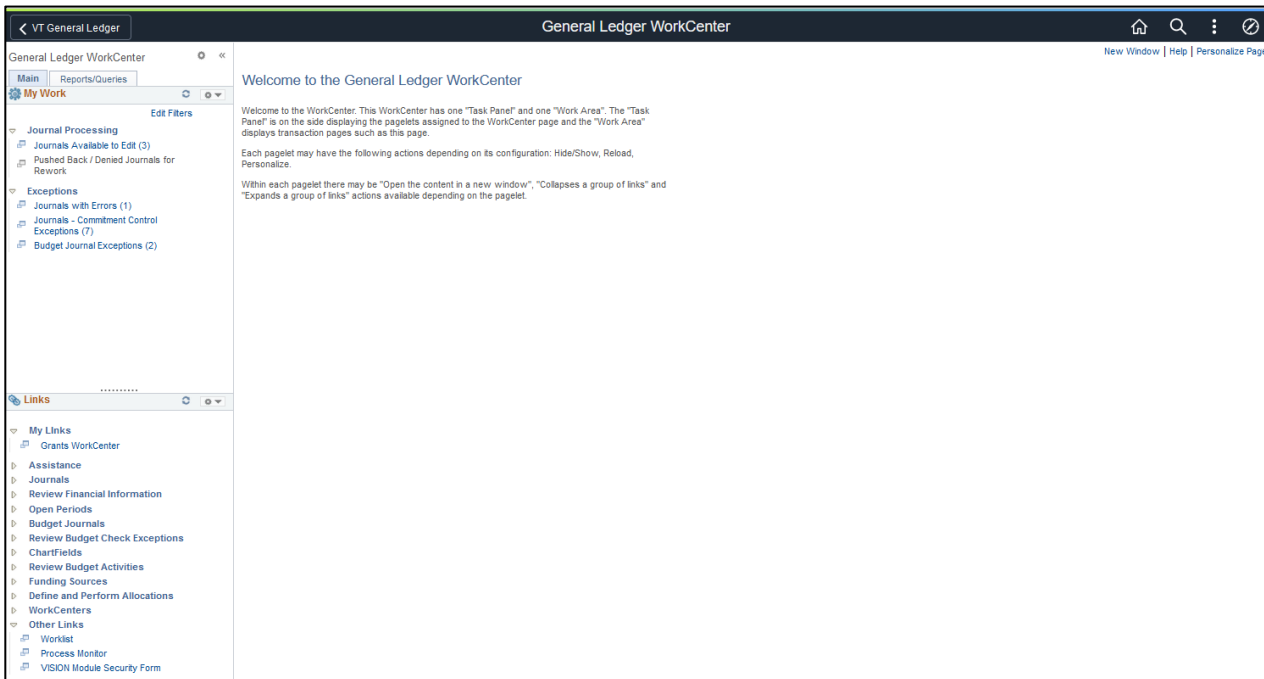 VT General Ledger
General Ledger WorkCenter
New Window | Help | Personalize Page
General Ledger WorkCenter
Main
Reports/Queries
My Work
Edit Filters
Journal Processing
Journals Available to Edit (3)
Pushed Back / Denied Journals for
Rework
Exceptions
Journals with Errors (1)
Journals - Commitment Control
Exceptions (7)
Budget Journal Exceptions (2)
Links
My LInks
Grants WorkCenter
Assistance
Journals
Review Financial Information
Open Periods
Budget Journals
Review Budget Check Exceptions
ChartFields
Review Budget Activities
Funding Sources
Define and Perform Allocations
WorkCenters
Other Links
Worklist
Process Monitor
VISION Module Security Form
Welcome to the General Ledger WorkCenter
Welcome to the WorkCenter. This WorkCenter has one "Task Panel" and one "Work Area". The "Task
Panel" is on the side displaying the pagelets assigned to the WorkCenter page and the "Work Area"
displays transaction pages such as this page.
Each pagelet may have the following actions depending on its configuration: Hide/Show, Reload,
Personalize.
Within each pagelet there may be "Open the content in a new window", "Collapses a group of links" and
"Expands a group of links" actions available depending on the pagelet.